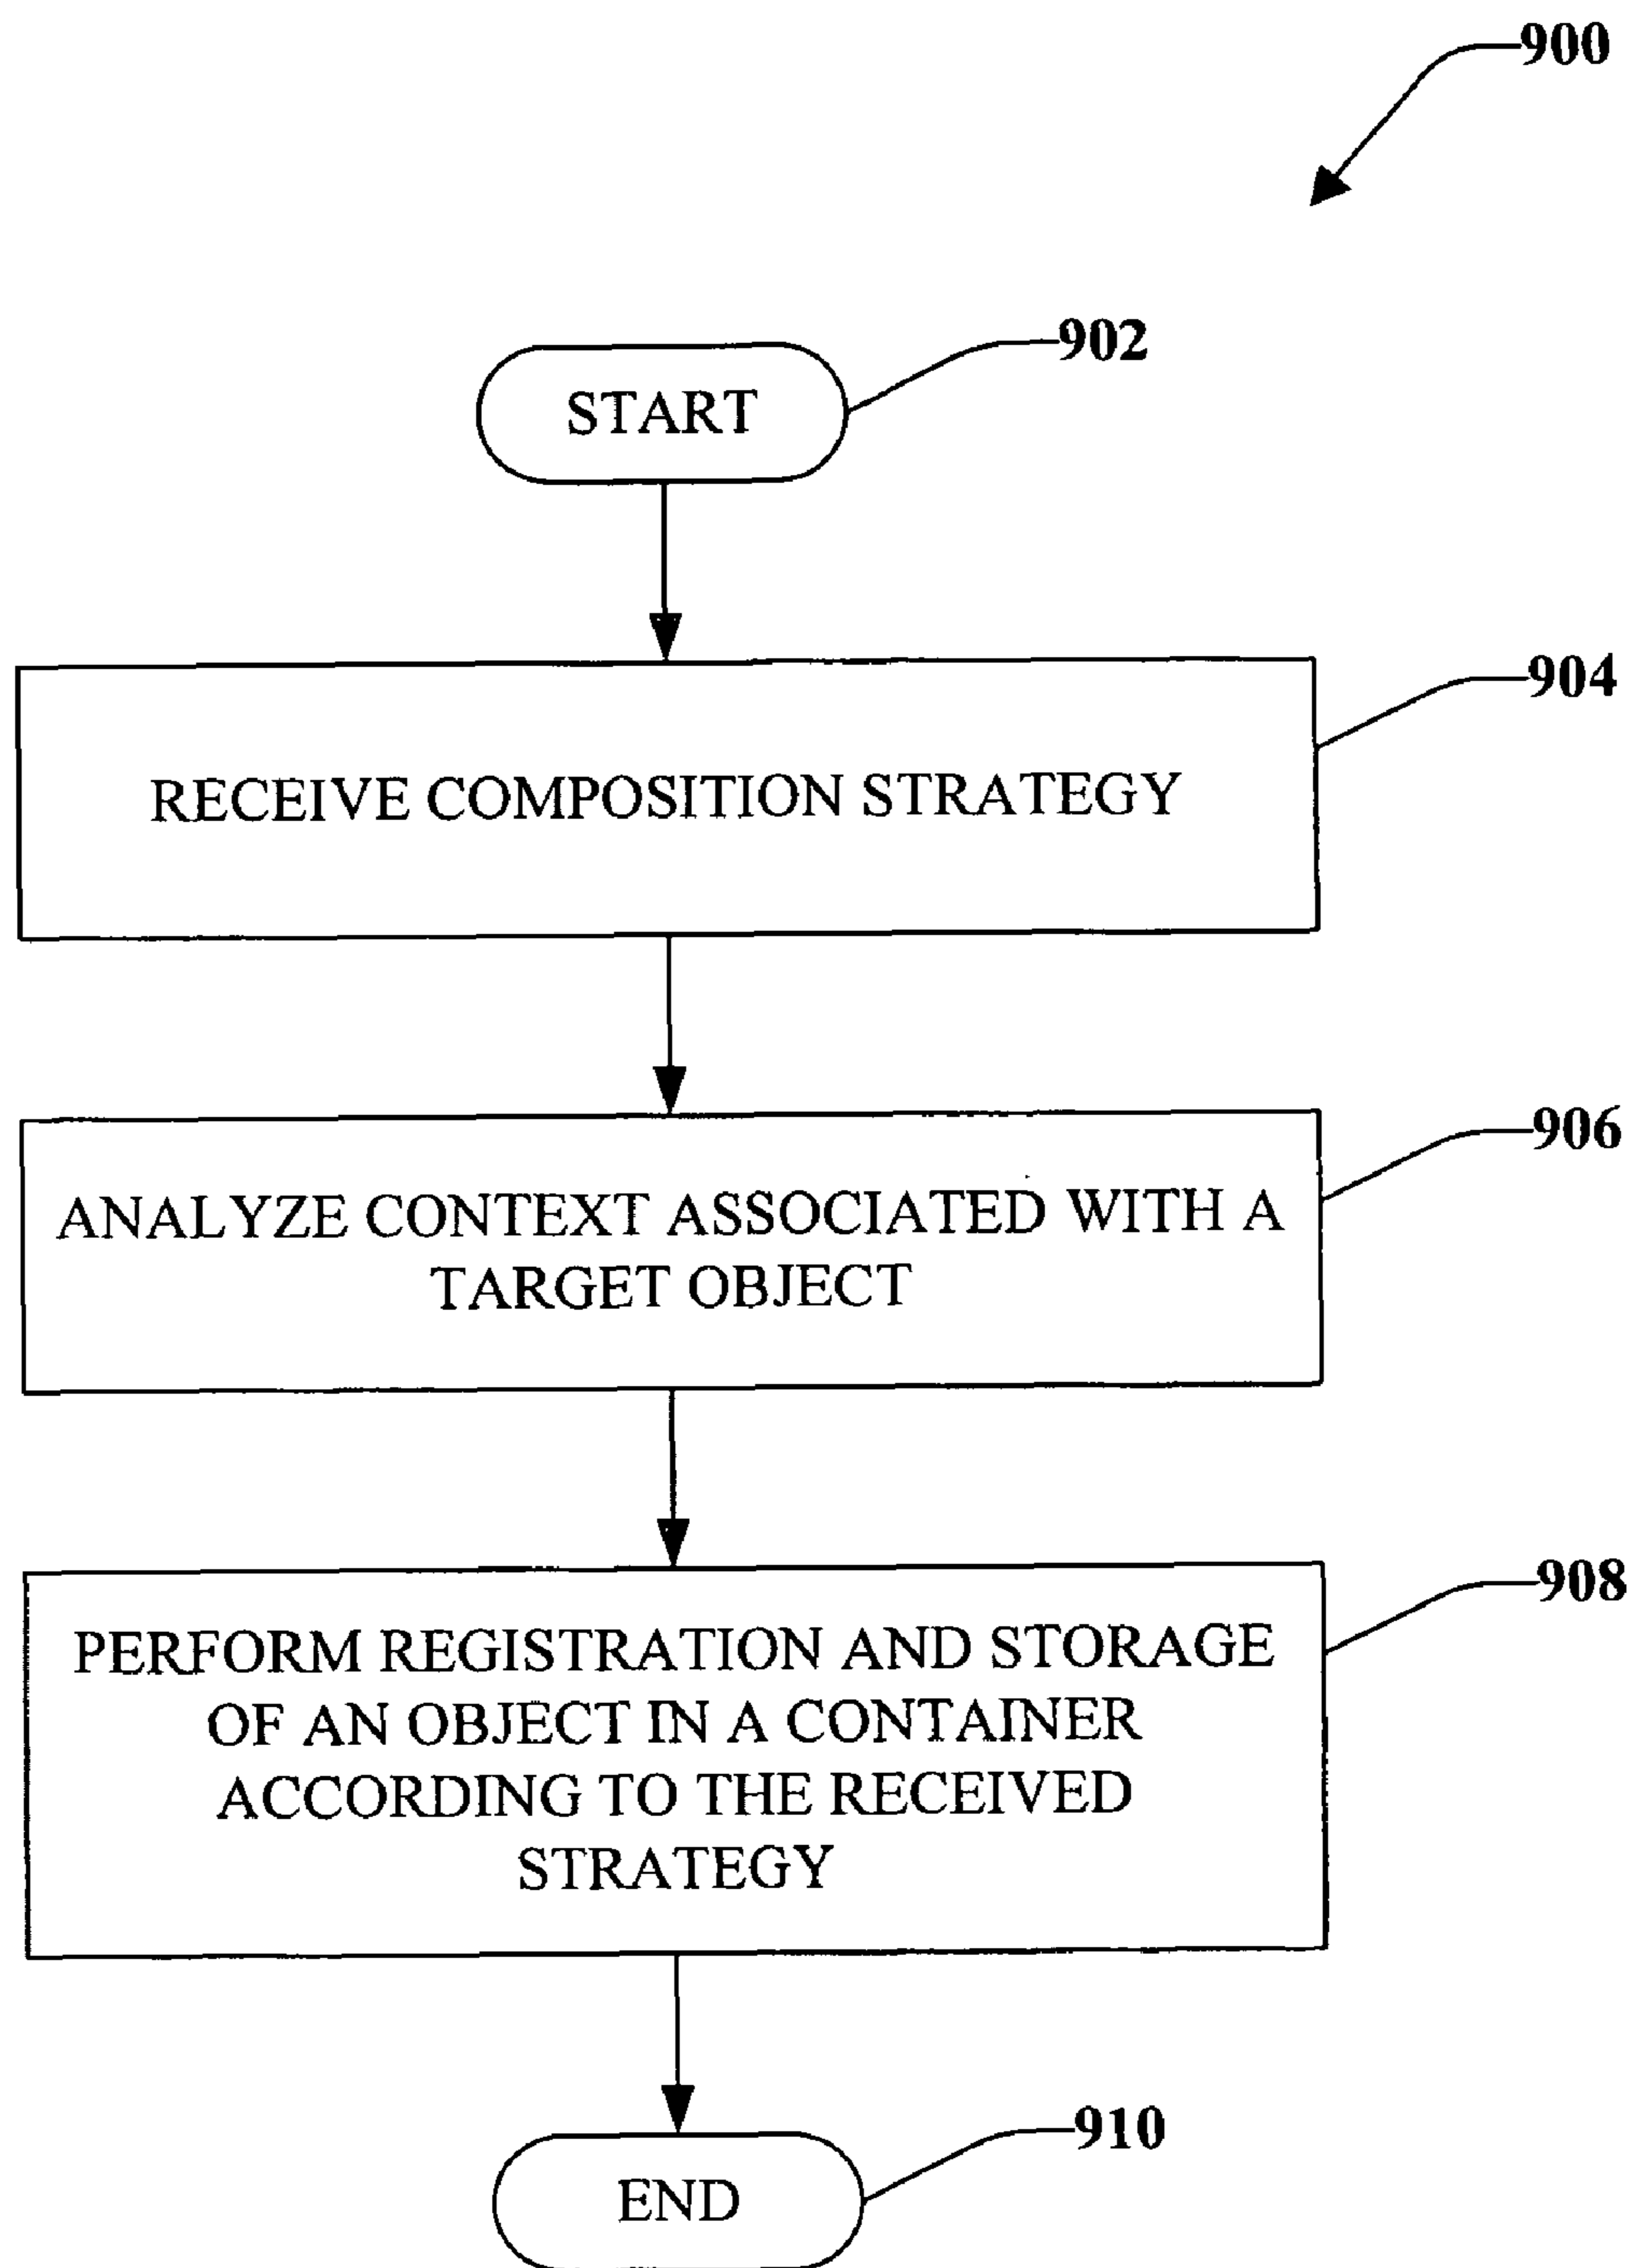 900
902
START
904
RECEIVE COMPOSITION STRATEGY
906
ANALYZE CONTEXT ASSOCIATED WITH A
TARGET OBJECT
908
PERFORM REGISTRATION AND STORAGE
OF AN OBJECT IN A CONTAINER
ACCORDING TO THE RECEIVED
STRATEGY
910
END